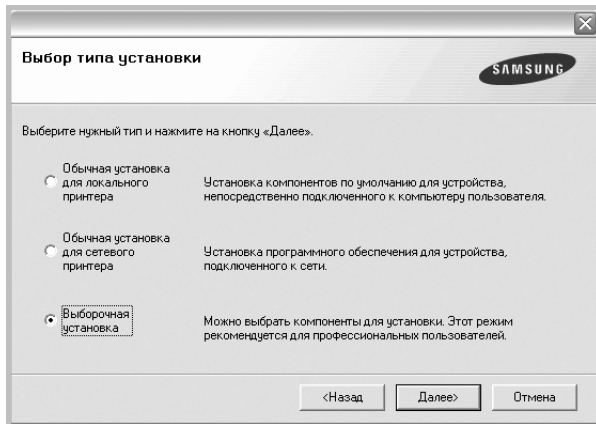 Выбор типа установки
SAMSUNG
Выберите нужный тип и нажмите на кнопку «Далее».
Обычная установка
для локального
принтера
Установка компонентов по умолчанию для устройства,
непосредственно подключенного к компьютеру пользователя.
Обычная установка
для сетевого
принтера
Установка программного обеспечения для устройства,
подключенного к сети.
Выборочная
установка
Можно выбрать компоненты для установки. Этот режим
рекомендуется для профессиональных пользователей.
<Назад
Далее>
Отмена